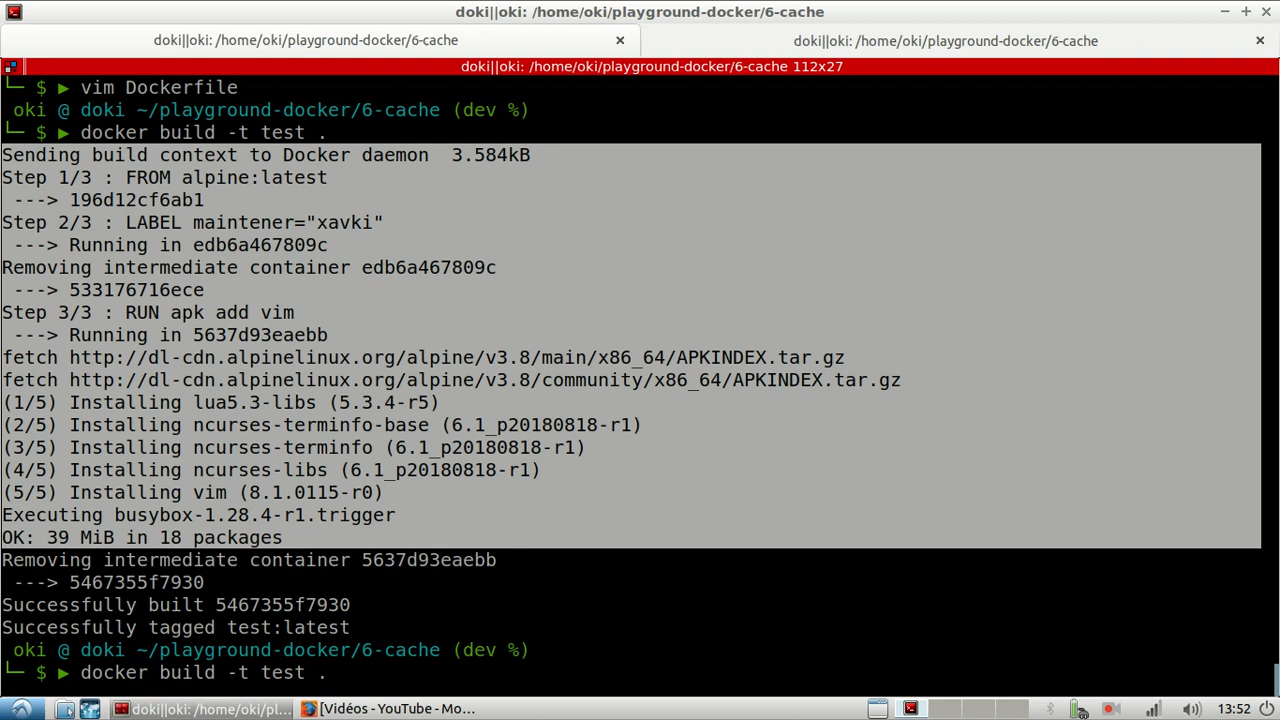 doki||oki: /home/oki/playground-docker/6-cache
doki||oki: /home/oki/playground-docker/6-cache
doki||oki: /home/oki/playground-docker/6-cache
doki||oki: /home/oki/playground-docker/6-cache 112x27
└─ $ ▶ vim Dockerfile
oki @ doki ~/playground-docker/6-cache (dev %)
└─ $ ▶ docker build -t test .
Sending build context to Docker daemon  3.584kB
Step 1/3 : FROM alpine:latest
 ---> 196d12cf6ab1
Step 2/3 : LABEL maintener="xavki"
 ---> Running in edb6a467809c
Removing intermediate container edb6a467809c
 ---> 533176716ece
Step 3/3 : RUN apk add vim
 ---> Running in 5637d93eaebb
fetch http://dl-cdn.alpinelinux.org/alpine/v3.8/main/x86_64/APKINDEX.tar.gz
fetch http://dl-cdn.alpinelinux.org/alpine/v3.8/community/x86_64/APKINDEX.tar.gz
(1/5) Installing lua5.3-libs (5.3.4-r5)
(2/5) Installing ncurses-terminfo-base (6.1_p20180818-r1)
(3/5) Installing ncurses-terminfo (6.1_p20180818-r1)
(4/5) Installing ncurses-libs (6.1_p20180818-r1)
(5/5) Installing vim (8.1.0115-r0)
Executing busybox-1.28.4-r1.trigger
OK: 39 MiB in 18 packages
Removing intermediate container 5637d93eaebb
 ---> 5467355f7930
Successfully built 5467355f7930
Successfully tagged test:latest
oki @ doki ~/playground-docker/6-cache (dev %)
└─ $ ▶ docker build -t test .
doki||oki: /home/oki/pl... [Vidéos - YouTube - Mo... 13:52